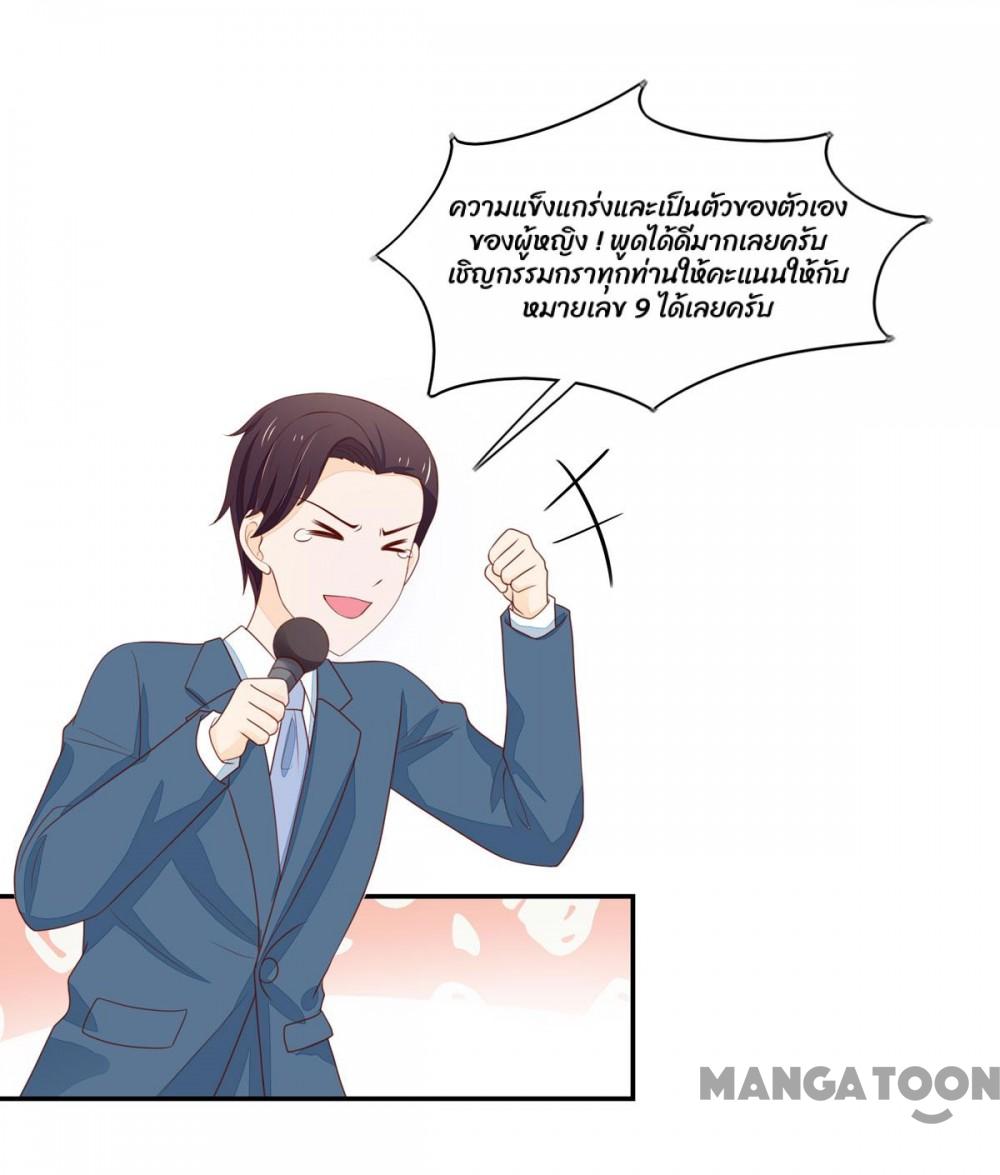 ความแข็งแกร่งและเป็นตัวของตัวเอง
ของผู้หญิง ! พูดได้ดีมากเลยครับ
เชิญกรรมกราทุกท่านให้คะแนนให้กับ
หมายเลข 9 ได้เลยครับ
MANGATOON